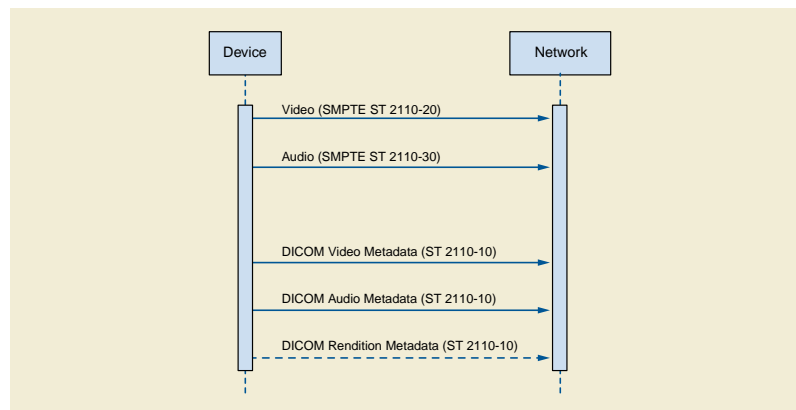 Device
Network
Video (SMPTE ST 2110-20)
Audio (SMPTE ST 2110-30)
DICOM Video Metadata (ST 2110-10)
DICOM Audio Metadata (ST 2110-10)
DICOM Rendition Metadata (ST 2110-10)